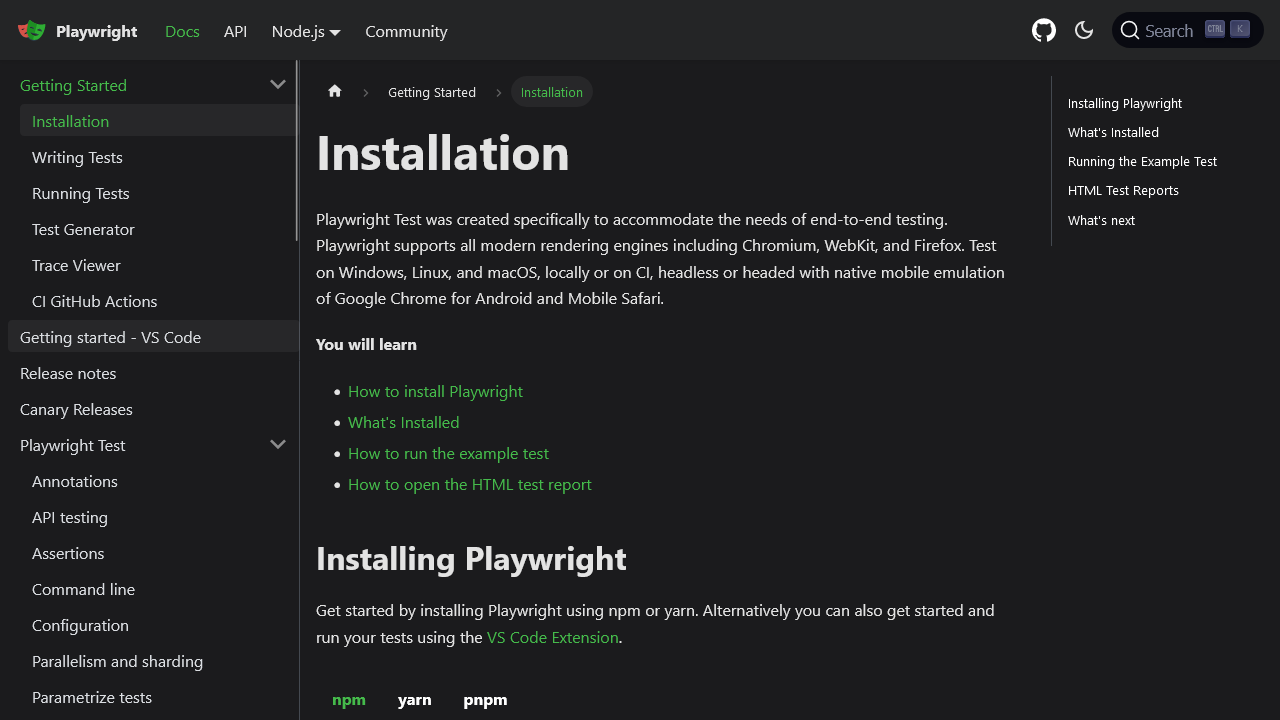 Playwright
Docs
API
Node.js
Community
Search
CTRL
K
Getting Started
Installation
Writing Tests
Running Tests
Test Generator
Trace Viewer
CI GitHub Actions
Getting started - VS Code
Release notes
Canary Releases
Playwright Test
Annotations
API testing
Assertions
Command line
Configuration
Parallelism and sharding
Parametrize tests
Getting Started
Installation
Installation
Playwright Test was created specifically to accommodate the needs of end-to-end testing.
Playwright supports all modern rendering engines including Chromium, WebKit, and Firefox. Test
on Windows, Linux, and macOS, locally or on CI, headless or headed with native mobile emulation
of Google Chrome for Android and Mobile Safari.
You will learn
How to install Playwright
What's Installed
How to run the example test
How to open the HTML test report
Installing Playwright
Get started by installing Playwright using npm or yarn. Alternatively you can also get started and
run your tests using the VS Code Extension.
npm
yarn
pnpm
Installing Playwright
What's Installed
Running the Example Test
HTML Test Reports
What's next